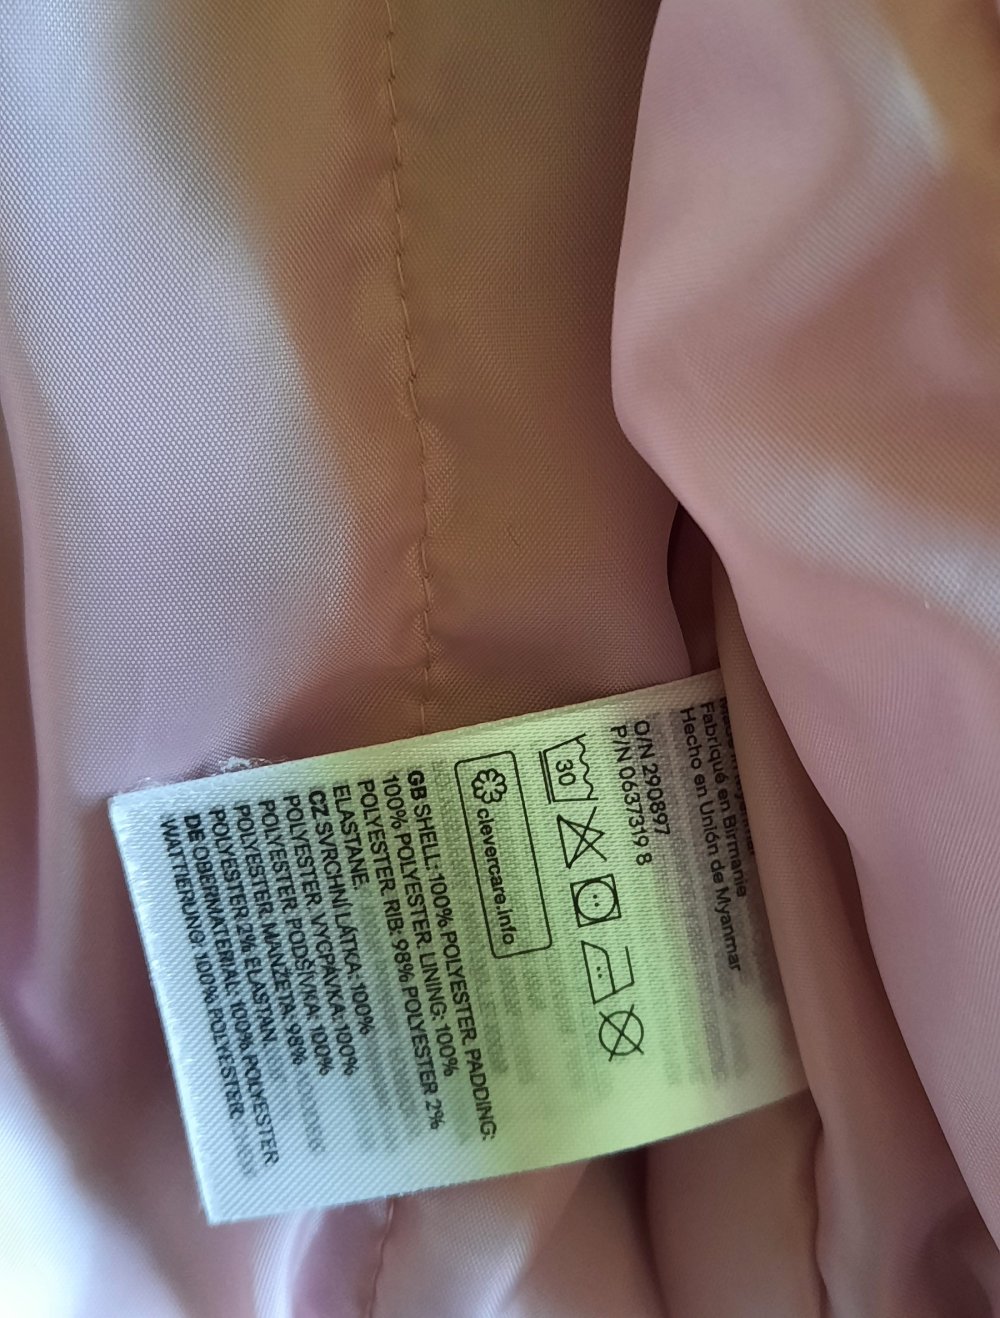 Fabriqué en Birmanie
Hecho en Unión de Myanmar
O/N 290897
P/N 0637319 8
30
clevercare.info
GB SHELL: 100% POLYESTER. PADDING:
100% POLYESTER. LINING: 100%
POLYESTER. RIB: 98% POLYESTER 2%
ELASTANE.
CZ SVRCHNÍ LÁTKA: 100%
POLYESTER. VYCPAVKA: 100%
POLYESTER. PODŠÍVKA: 100%
POLYESTER. MANŽETA: 98%
POLYESTER 2% ELASTAN.
DE OBERMATERIAL: 100% POLYESTER.
WATTIERUNG: 100% POLYESTER.